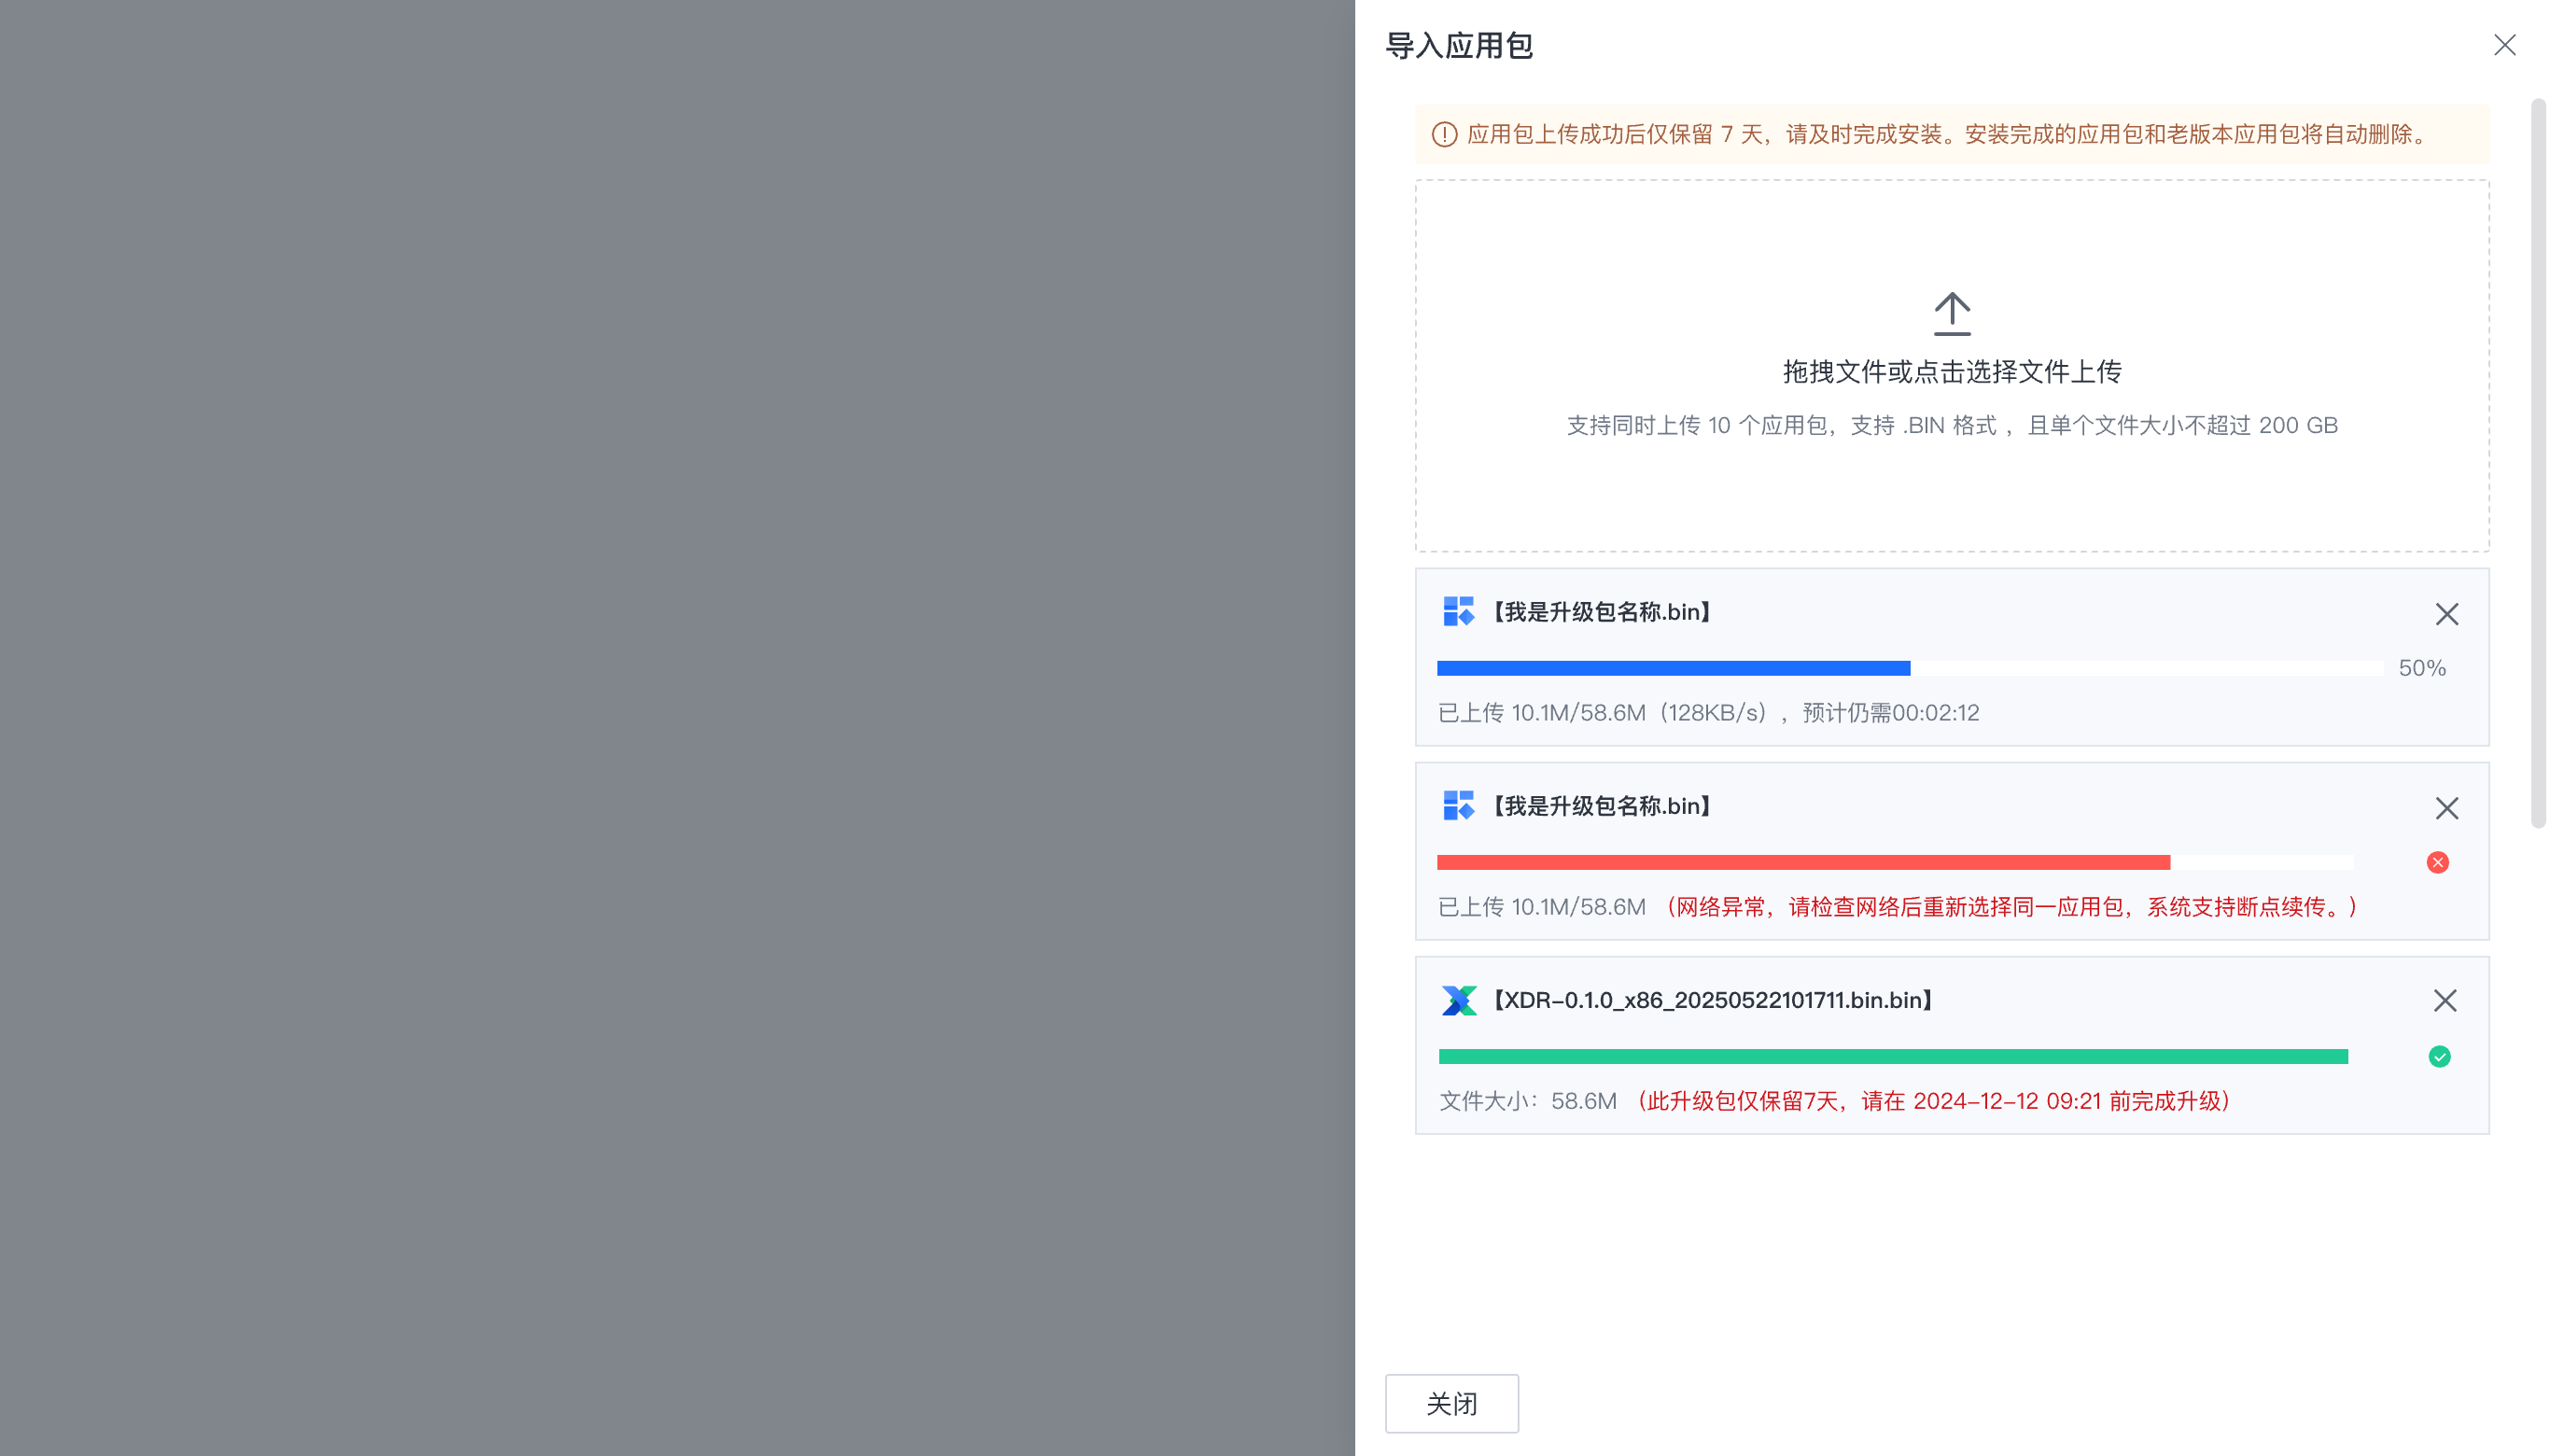 导入应用包
应用包上传成功后仅保留 7 天，请及时完成安装。安装完成的应用包和老版本应用包将自动删除。
拖拽文件或点击选择文件上传
支持同时上传 10 个应用包，支持 .BIN 格式 ，且单个文件大小不超过 200 GB
【我是升级包名称.bin】
50%
已上传 10.1M/58.6M（128KB/s），预计仍需00:02:12
【我是升级包名称.bin】
已上传 10.1M/58.6M （网络异常，请检查网络后重新选择同一应用包，系统支持断点续传。）
【XDR-0.1.0_x86_20250522101711.bin.bin】
文件大小：58.6M （此升级包仅保留7天，请在 2024-12-12 09:21 前完成升级）
关闭